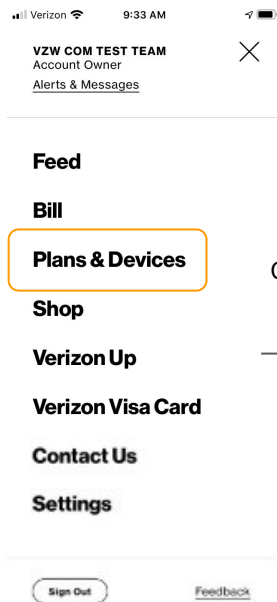 Verizon 9:33 AM
VZW COM TEST TEAM
Account Owner
Alerts & Messages
Feed
Bill
Plans & Devices
Shop
Verizon Up
Verizon Visa Card
Contact Us
Settings
Sign Out Feedback